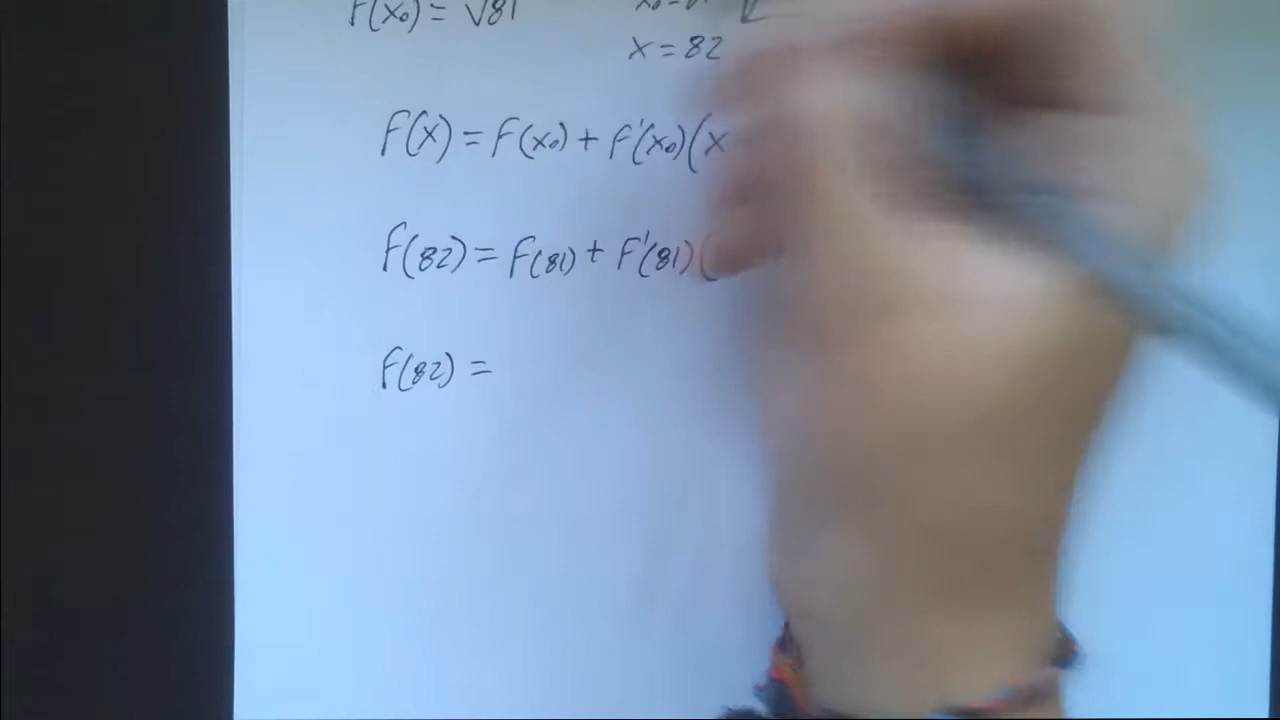 F(x₀) = √81
x = 82
F(x) = F(x₀) + F'(x₀)(x
F(82) = F(81) + F'(81)(
F(82) =